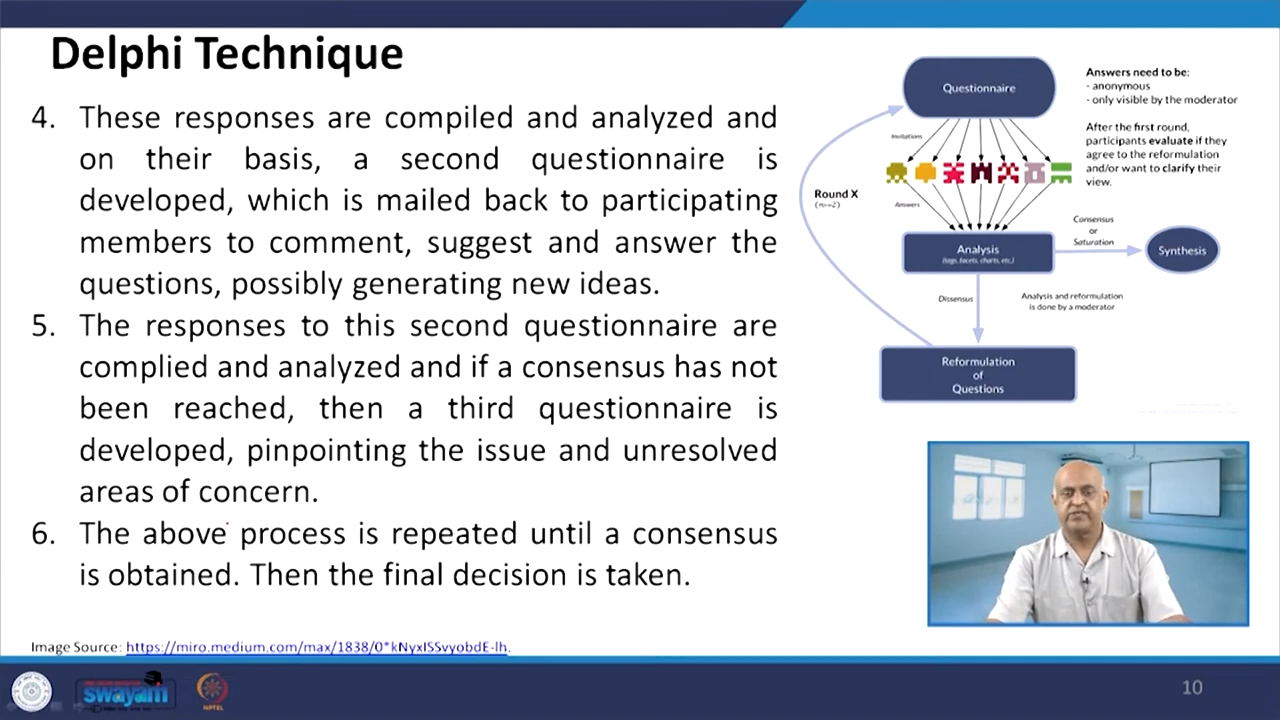 Delphi Technique
4. These responses are compiled and analyzed and
on their basis, a second questionnaire is
developed, which is mailed back to participating
members to comment, suggest and answer the
questions, possibly generating new ideas.
5. The responses to this second questionnaire are
complied and analyzed and if a consensus has not
been reached, then a third questionnaire is
developed, pinpointing the issue and unresolved
areas of concern.
6. The above process is repeated until a consensus
is obtained. Then the final decision is taken.
Questionnaire
Invitations
Answers
Round X
(n>=2)
Analysis
(tags, facets, charts, etc.)
Consensus
or
Saturation
Synthesis
Dissensus
Analysis and reformulation
is done by a moderator
Reformulation
of
Questions
Answers need to be:
- anonymous
- only visible by the moderator
After the first round,
participants evaluate if they
agree to the reformulation
and/or want to clarify their
view.
Image Source: https://miro.medium.com/max/1838/0*kNyxISSvyobdE-lh.
swayam
NPTEL
10